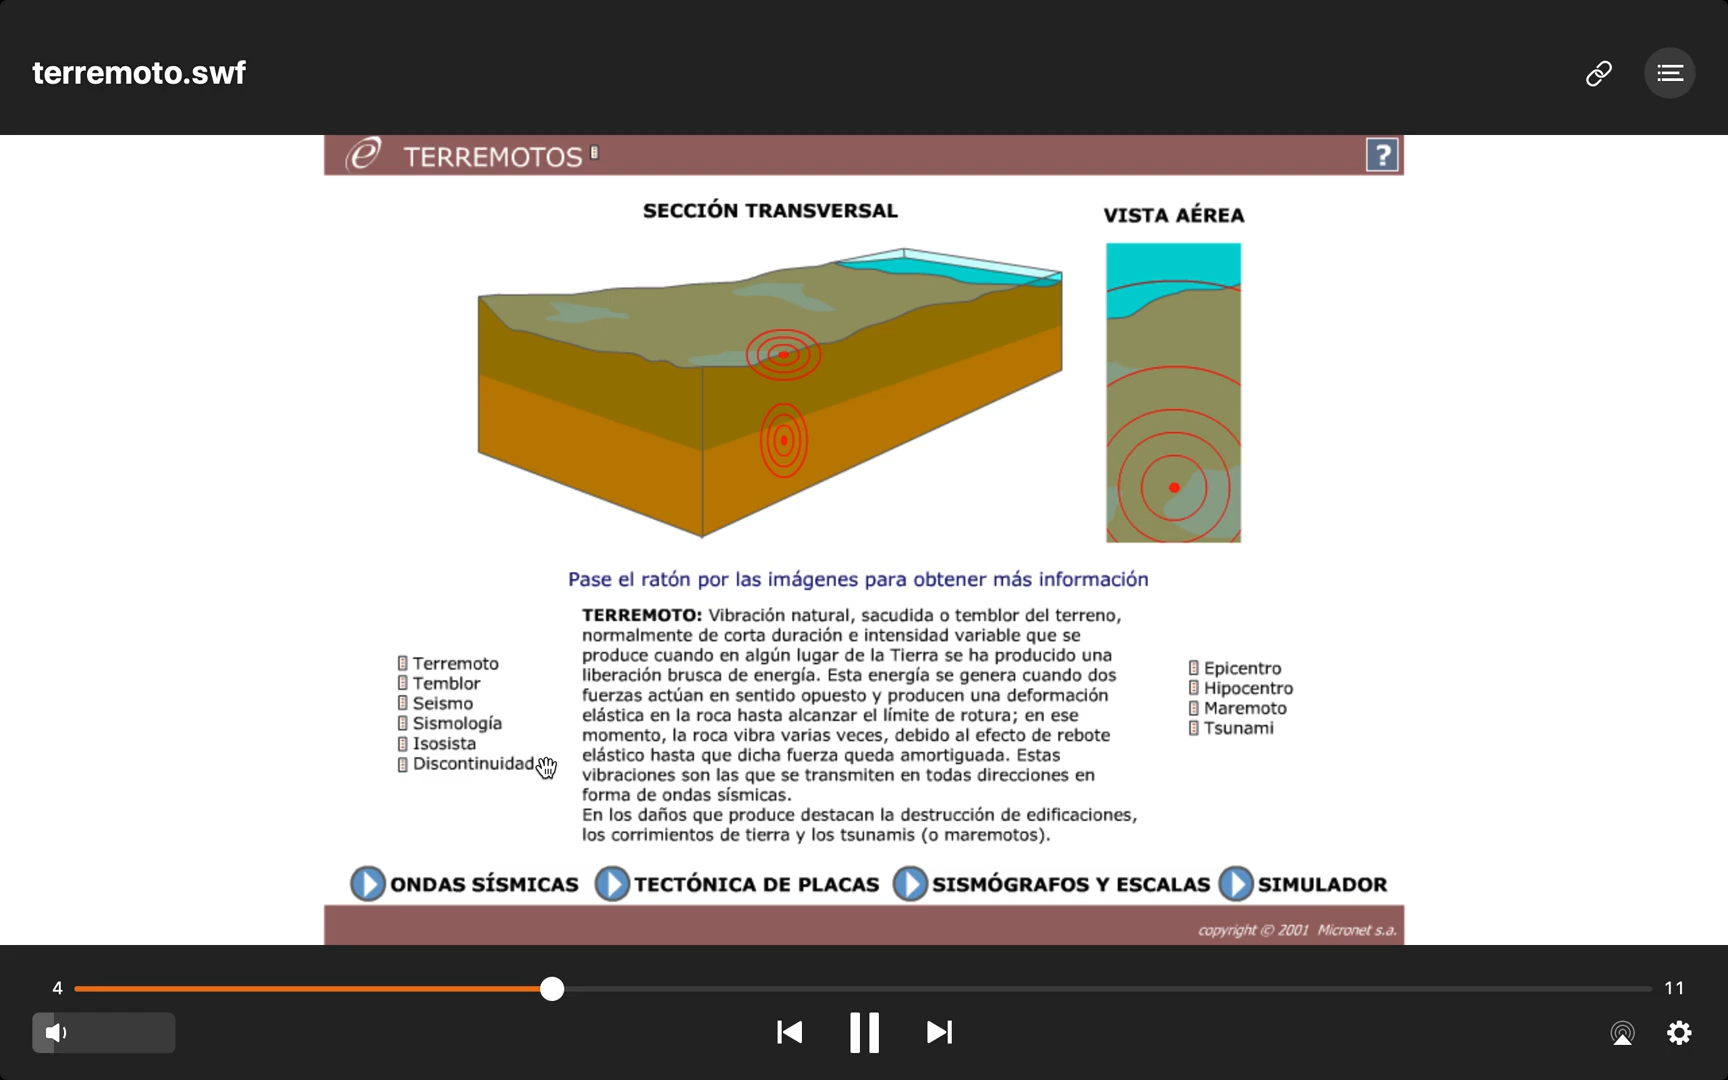 terremoto.swf
e TERREMOTOS ?
SECCIÓN TRANSVERSAL
VISTA AÉREA
Pase el ratón por las imágenes para obtener más información
TERREMOTO: Vibración natural, sacudida o temblor del terreno,
normalmente de corta duración e intensidad variable que se
produce cuando en algún lugar de la Tierra se ha producido una
liberación brusca de energía. Esta energía se genera cuando dos
fuerzas actúan en sentido opuesto y producen una deformación
elástica en la roca hasta alcanzar el límite de rotura; en ese
momento, la roca vibra varias veces, debido al efecto de rebote
elástico hasta que dicha fuerza queda amortiguada. Estas
vibraciones son las que se transmiten en todas direcciones en
forma de ondas sísmicas.
En los daños que produce destacan la destrucción de edificaciones,
los corrimientos de tierra y los tsunamis (o maremotos).
Terremoto
Temblor
Seismo
Sismología
Isosista
Discontinuidad
Epicentro
Hipocentro
Maremoto
Tsunami
ONDAS SÍSMICAS TECTÓNICA DE PLACAS SISMÓGRAFOS Y ESCALAS SIMULADOR
copyright © 2001 Micronet s.a.
4 11